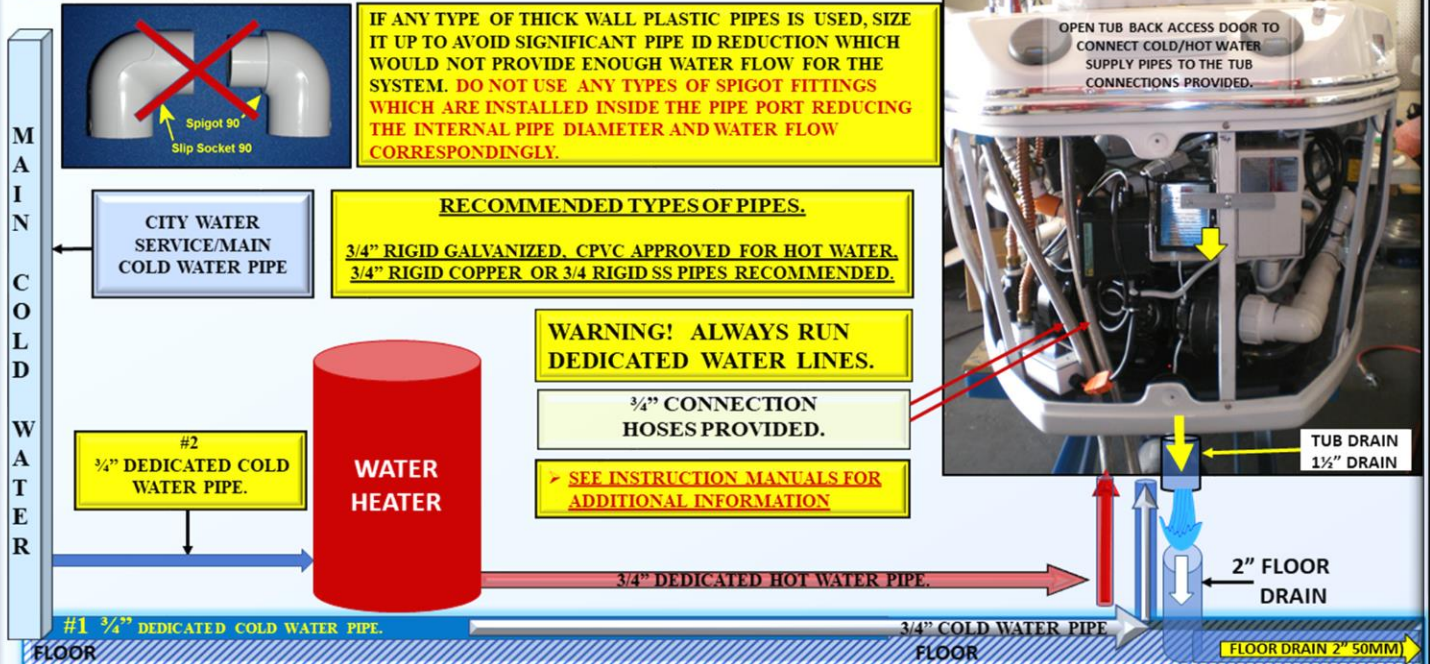 Spigot 90
Slip Socket 90
IF ANY TYPE OF THICK WALL PLASTIC PIPES IS USED, SIZE
IT UP TO AVOID SIGNIFICANT PIPE ID REDUCTION WHICH
WOULD NOT PROVIDE ENOUGH WATER FLOW FOR THE
SYSTEM. DO NOT USE ANY TYPES OF SPIGOT FITTINGS
WHICH ARE INSTALLED INSIDE THE PIPE PORT REDUCING
THE INTERNAL PIPE DIAMETER AND WATER FLOW
CORRESPONDINGLY.
OPEN TUB BACK ACCESS DOOR TO
CONNECT COLD/HOT WATER
SUPPLY PIPES TO THE TUB
CONNECTIONS PROVIDED.
MAIN COLD WATER
CITY WATER
SERVICE/MAIN
COLD WATER PIPE
RECOMMENDED TYPES OF PIPES.
3/4” RIGID GALVANIZED, CPVC APPROVED FOR HOT WATER,
3/4” RIGID COPPER OR 3/4 RIGID SS PIPES RECOMMENDED.
WARNING! ALWAYS RUN
DEDICATED WATER LINES.
¾” CONNECTION
HOSES PROVIDED.
➢ SEE INSTRUCTION MANUALS FOR
ADDITIONAL INFORMATION
#2
¾” DEDICATED COLD
WATER PIPE.
WATER
HEATER
TUB DRAIN
1½” DRAIN
3/4” DEDICATED HOT WATER PIPE.
2” FLOOR
DRAIN
#1 ¾” DEDICATED COLD WATER PIPE.
3/4” COLD WATER PIPE
FLOOR
FLOOR
FLOOR DRAIN 2” 50MM)